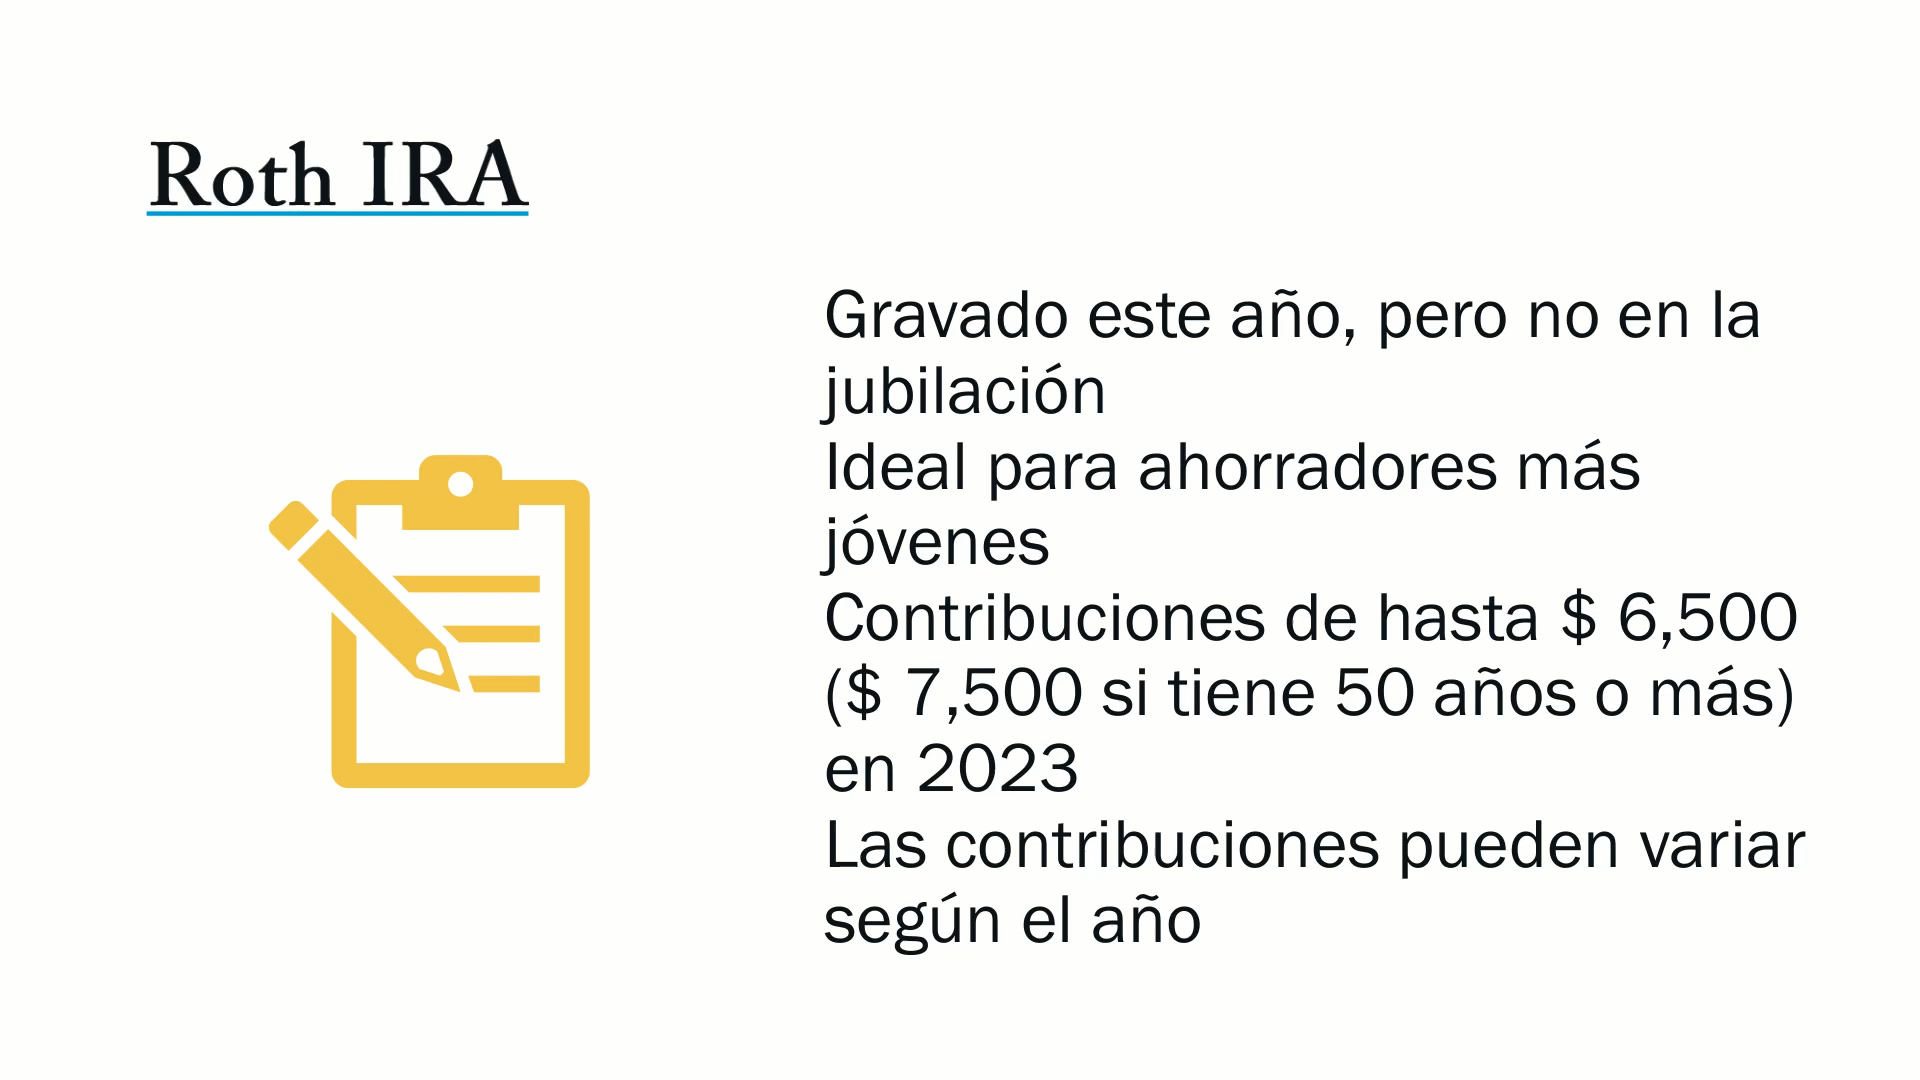 Roth IRA
Gravado este año, pero no en la
jubilación
Ideal para ahorradores más
jóvenes
Contribuciones de hasta $ 6,500
($ 7,500 si tiene 50 años o más)
en 2023
Las contribuciones pueden variar
según el año